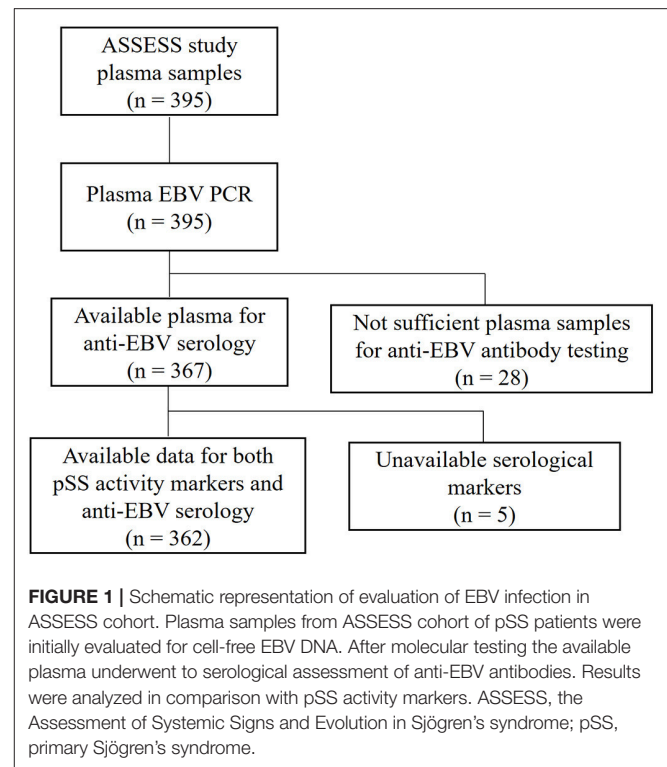 ASSESS study
plasma samples
(n = 395)
Plasma EBV PCR
(n = 395)
Available plasma for
anti-EBV serology
(n = 367)
Not sufficient plasma samples
for anti-EBV antibody testing
(n = 28)
Available data for both
pSS activity markers and
anti-EBV serology
(n = 362)
Unavailable serological
markers
(n = 5)
FIGURE 1 | Schematic representation of evaluation of EBV infection in
ASSESS cohort. Plasma samples from ASSESS cohort of pSS patients were
initially evaluated for cell-free EBV DNA. After molecular testing the available
plasma underwent to serological assessment of anti-EBV antibodies. Results
were analyzed in comparison with pSS activity markers. ASSESS, the
Assessment of Systemic Signs and Evolution in Sjögren's syndrome; pSS,
primary Sjögren's syndrome.